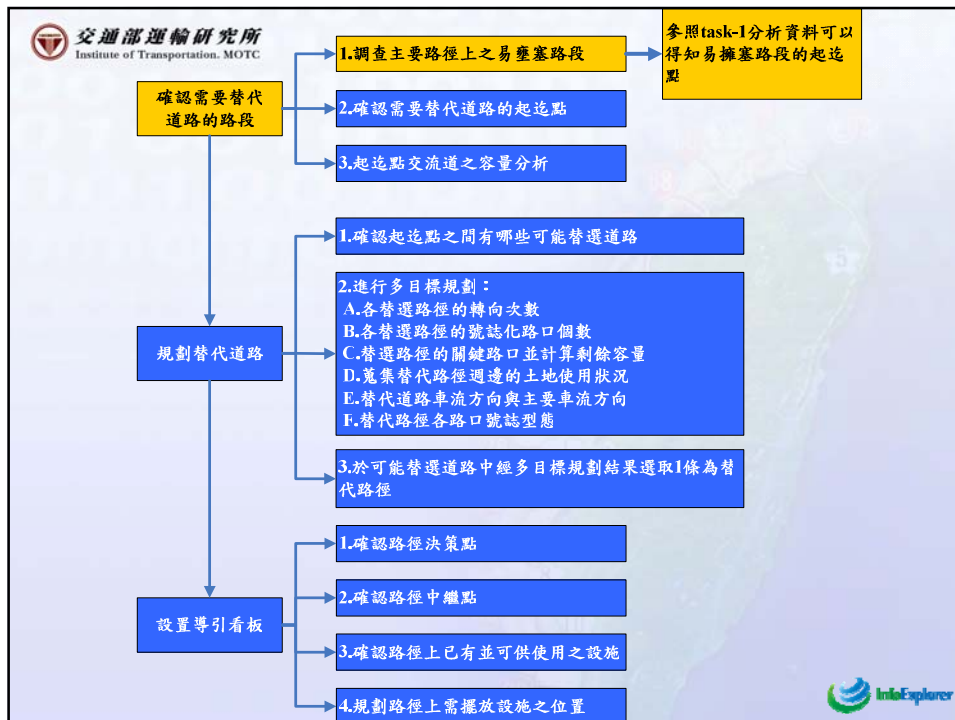 交通部運輸研究所
Institute of Transportation. MOTC
1.調查主要路徑上之易壅塞路段
參照task-1分析資料可以
得知易擁塞路段的起迄
點
確認需要替代
道路的路段
2.確認需要替代道路的起迄點
3.起迄點交流道之容量分析
1.確認起迄點之間有哪些可能替選道路
2.進行多目標規劃：
A.各替選路徑的轉向次數
B.各替選路徑的號誌化路口個數
C.替選路徑的關鍵路口並計算剩餘容量
D.蒐集替代路徑週邊的土地使用狀況
E.替代道路車流方向與主要車流方向
F.替代路徑各路口號誌型態
規劃替代道路
3.於可能替選道路中經多目標規劃結果選取1條為替
代路徑
1.確認路徑決策點
2.確認路徑中繼點
設置導引看板
3.確認路徑上已有並可供使用之設施
4.規劃路徑上需擺放設施之位置
InfoExplorer